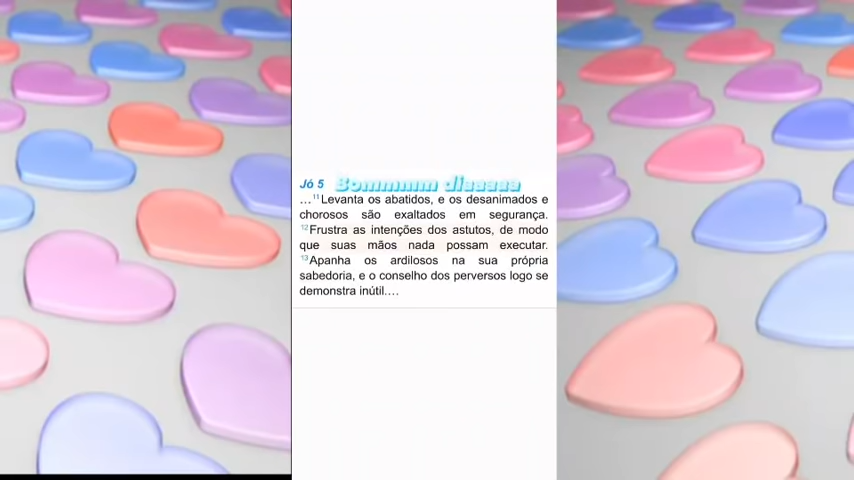 Jó 5 Bommmm diaaaaa
...11Levanta os abatidos, e os desanimados e
chorosos são exaltados em segurança.
12Frustra as intenções dos astutos, de modo
que suas mãos nada possam executar.
13Apanha os ardilosos na sua própria
sabedoria, e o conselho dos perversos logo se
demonstra inútil....